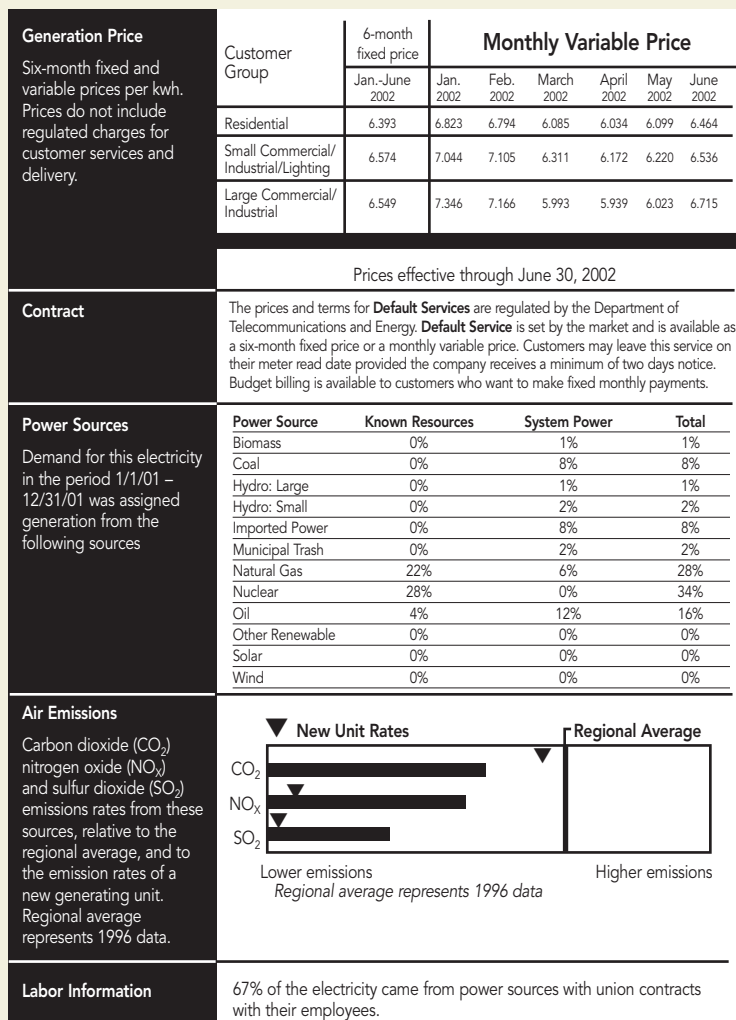 Generation Price
Six-month fixed and
variable prices per kwh.
Prices do not include
regulated charges for
customer services and
delivery.
Customer
Group
6-month
fixed price
Monthly Variable Price
Jan.-June
2002
Jan.
2002
Feb.
2002
March
2002
April
2002
May
2002
June
2002
Residential 6.393 6.823 6.794 6.085 6.034 6.099 6.464
Small Commercial/
Industrial/Lighting 6.574 7.044 7.105 6.311 6.172 6.220 6.536
Large Commercial/
Industrial 6.549 7.346 7.166 5.993 5.939 6.023 6.715
Prices effective through June 30, 2002
Contract
The prices and terms for Default Services are regulated by the Department of
Telecommunications and Energy. Default Service is set by the market and is available as
a six-month fixed price or a monthly variable price. Customers may leave this service on
their meter read date provided the company receives a minimum of two days notice.
Budget billing is available to customers who want to make fixed monthly payments.
Power Sources
Demand for this electricity
in the period 1/1/01 –
12/31/01 was assigned
generation from the
following sources
Power Source Known Resources System Power Total
Biomass 0% 1% 1%
Coal 0% 8% 8%
Hydro: Large 0% 1% 1%
Hydro: Small 0% 2% 2%
Imported Power 0% 8% 8%
Municipal Trash 0% 2% 2%
Natural Gas 22% 6% 28%
Nuclear 28% 0% 34%
Oil 4% 12% 16%
Other Renewable 0% 0% 0%
Solar 0% 0% 0%
Wind 0% 0% 0%
Air Emissions
Carbon dioxide (CO2)
nitrogen oxide (NOX)
and sulfur dioxide (SO2)
emissions rates from these
sources, relative to the
regional average, and to
the emission rates of a
new generating unit.
Regional average
represents 1996 data.
New Unit Rates
Regional Average
CO2
NOX
SO2
Lower emissions
Higher emissions
Regional average represents 1996 data
Labor Information
67% of the electricity came from power sources with union contracts
with their employees.